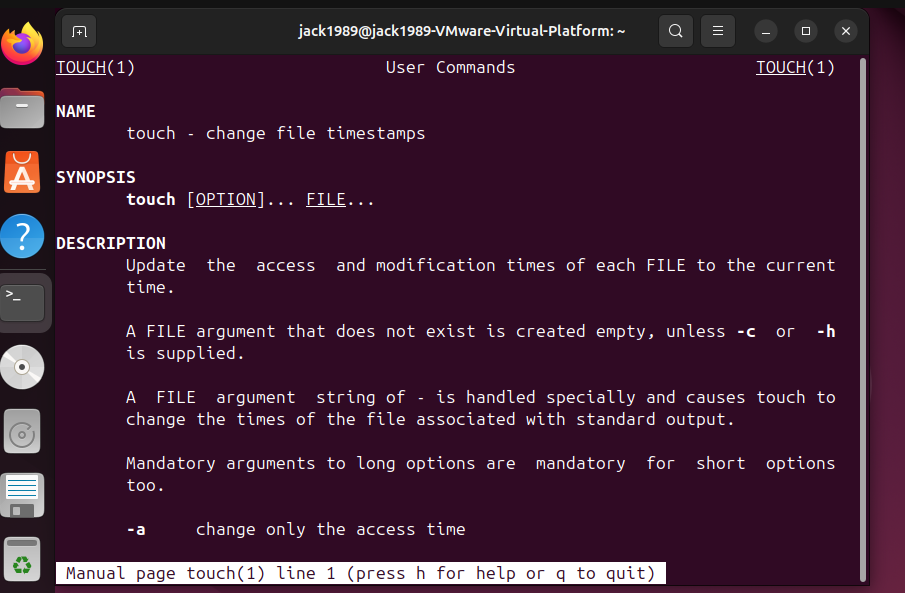 jack1989@jack1989-VMware-Virtual-Platform: ~
TOUCH(1) User Commands TOUCH(1)
NAME
touch - change file timestamps
SYNOPSIS
touch [OPTION]... FILE...
DESCRIPTION
Update the access and modification times of each FILE to the current
time.
A FILE argument that does not exist is created empty, unless -c or -h
is supplied.
A FILE argument string of - is handled specially and causes touch to
change the times of the file associated with standard output.
Mandatory arguments to long options are mandatory for short options
too.
-a change only the access time
Manual page touch(1) line 1 (press h for help or q to quit)